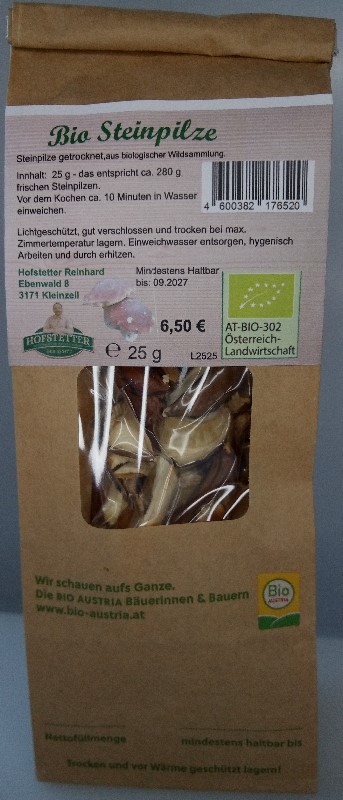 Bio Steinpilze
Steinpilze getrocknet,aus biologischer Wildsammlung.
Innhalt: 25 g - das entspricht ca. 280 g
frischen Steinpilzen.
Vor dem Kochen ca. 10 Minuten in Wasser
einweichen.
4 600382 176520
Lichtgeschützt, gut verschlossen und trocken bei max.
Zimmertemperatur lagern. Einweichwasser entsorgen, hygenisch
Arbeiten und durch erhitzen.
Hofstetter Reinhard
Ebenwald 8
3171 Kleinzell
Mindestens Haltbar
bis: 09.2027
6,50 €
HOFSTETTER
℮ 25 g
L2525
AT-BIO-302
Österreich-
Landwirtschaft
Wir schauen aufs Ganze.
Die BIO AUSTRIA Bäuerinnen & Bauern
www.bio-austria.at
Bio
AUSTRIA
Nettofüllmenge
mindestens haltbar bis
Trocken und vor Wärme geschützt lagern!